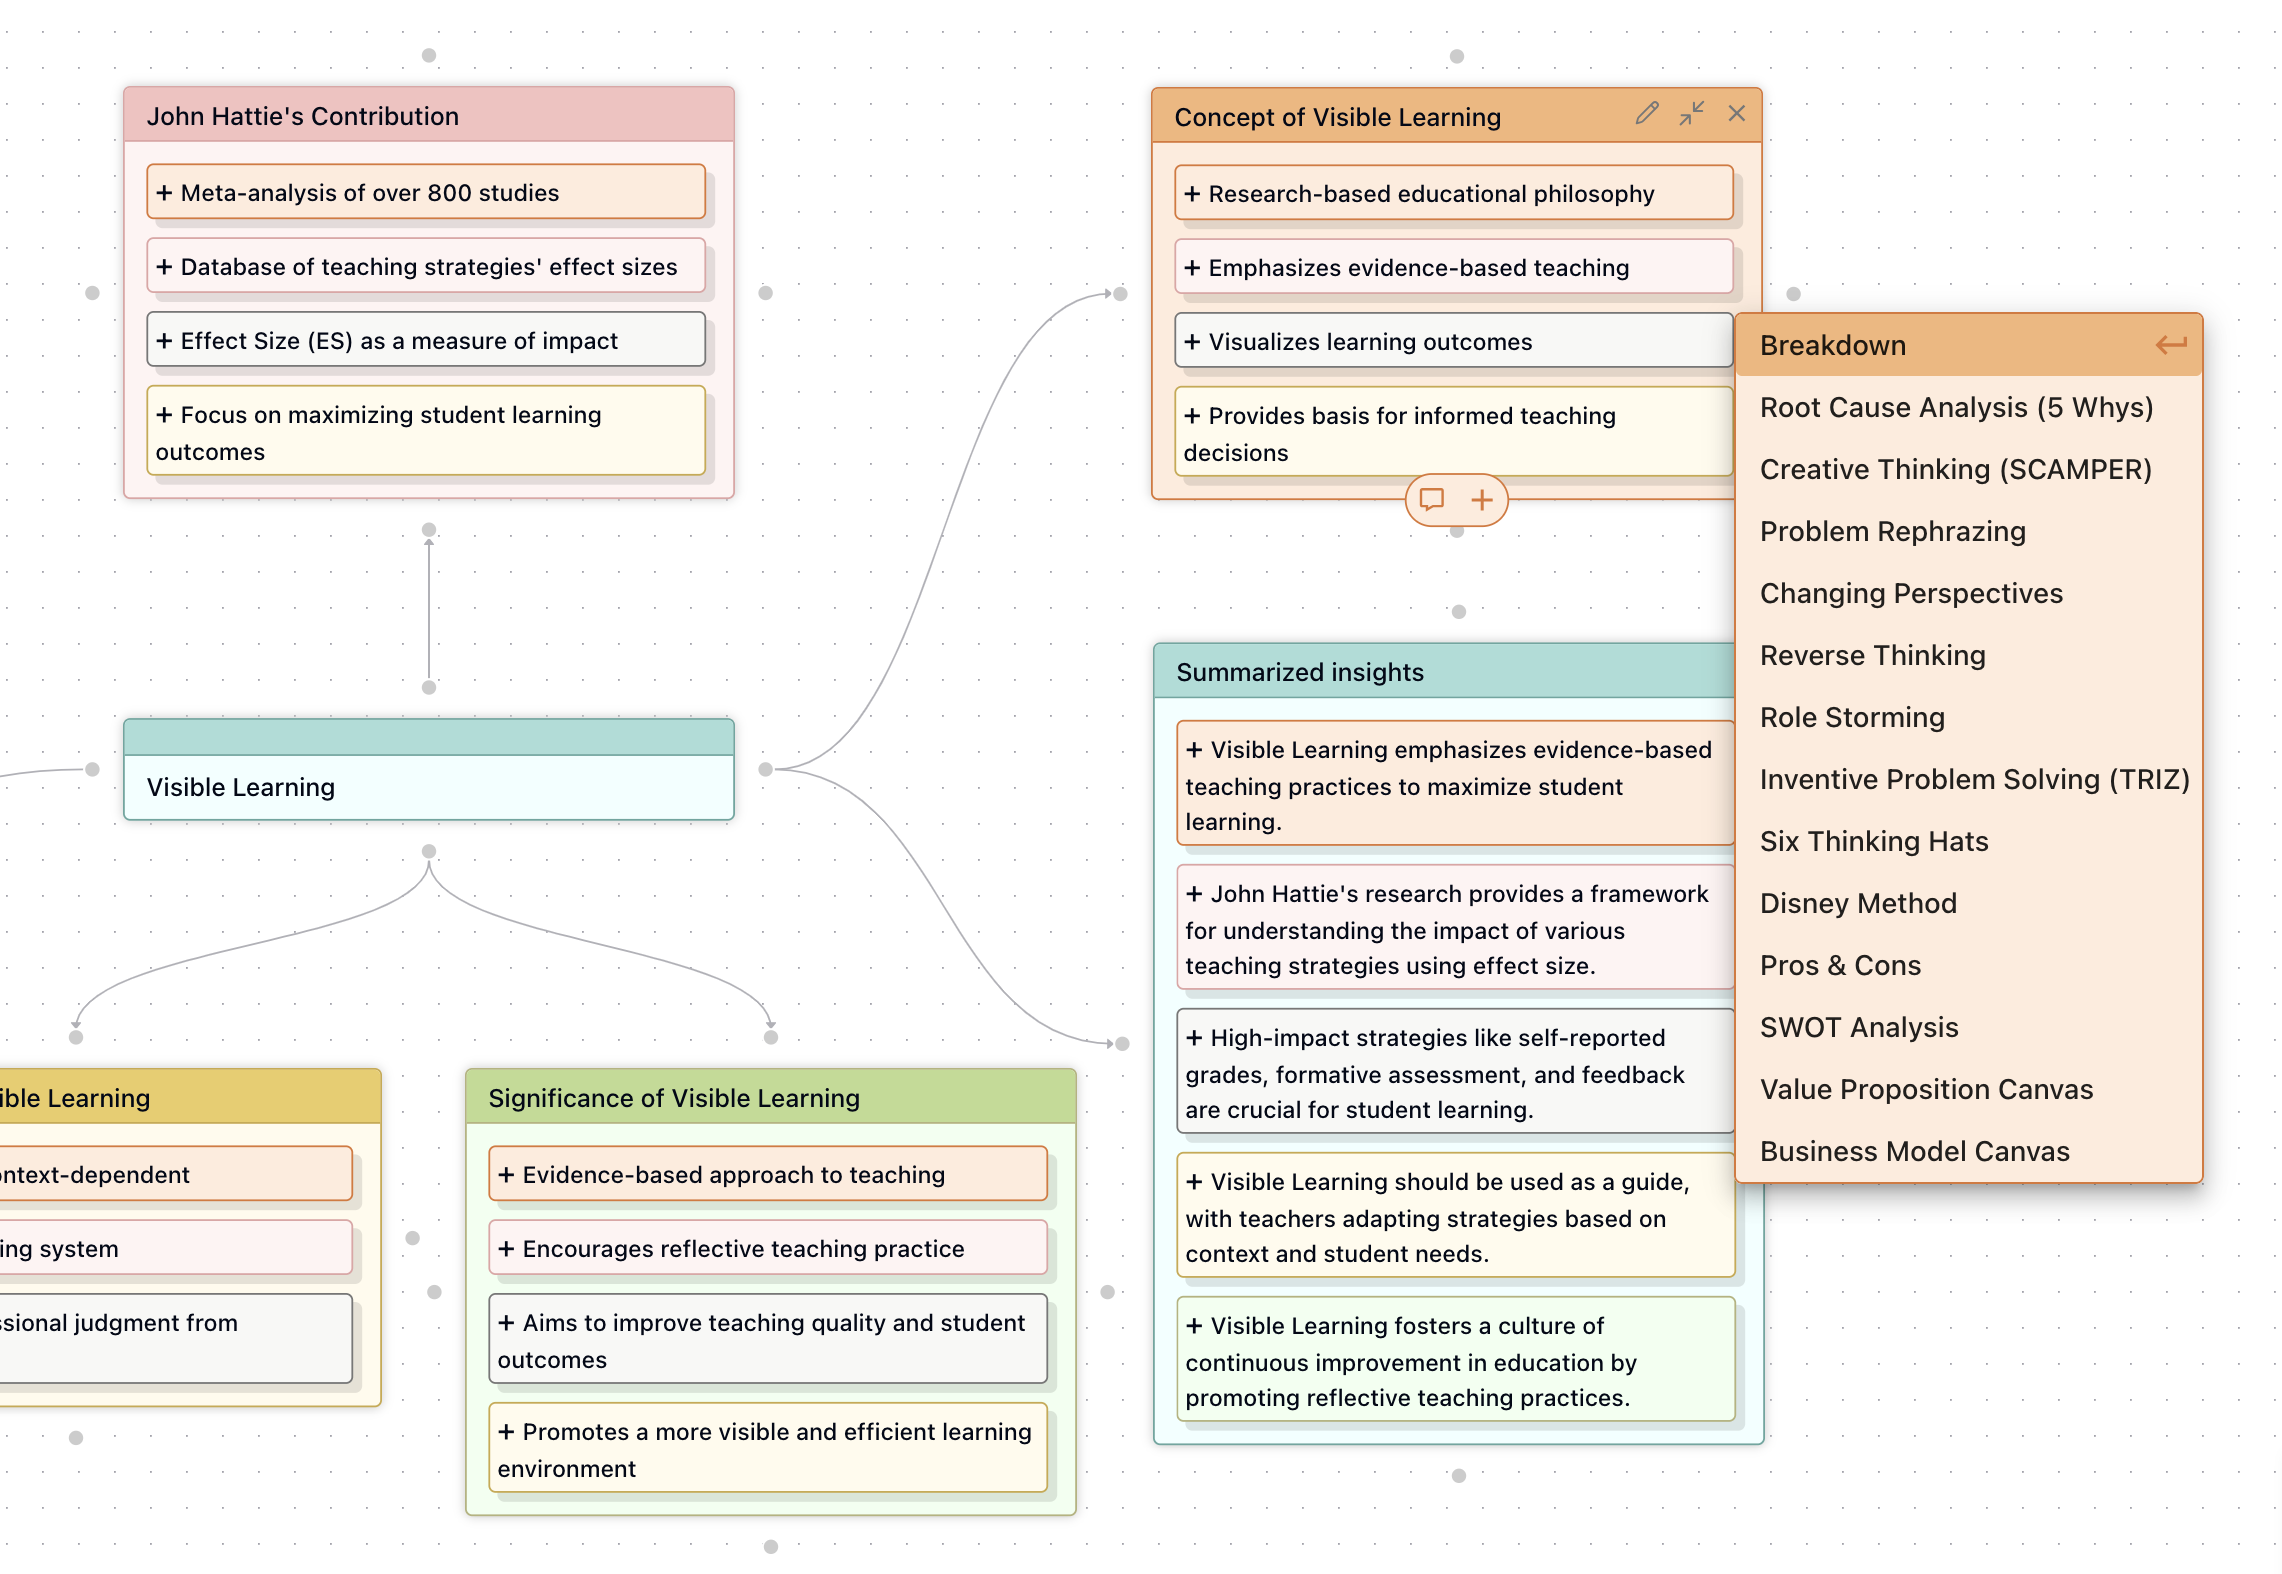 John Hattie's Contribution
+ Meta-analysis of over 800 studies
+ Database of teaching strategies' effect sizes
+ Effect Size (ES) as a measure of impact
+ Focus on maximizing student learning
outcomes
Concept of Visible Learning
+ Research-based educational philosophy
+ Emphasizes evidence-based teaching
+ Visualizes learning outcomes
+ Provides basis for informed teaching
decisions
Breakdown
Root Cause Analysis (5 Whys)
Creative Thinking (SCAMPER)
Problem Rephrazing
Changing Perspectives
Reverse Thinking
Role Storming
Inventive Problem Solving (TRIZ)
Six Thinking Hats
Disney Method
Pros & Cons
SWOT Analysis
Value Proposition Canvas
Business Model Canvas
Visible Learning
Summarized insights
+ Visible Learning emphasizes evidence-based
teaching practices to maximize student
learning.
+ John Hattie's research provides a framework
for understanding the impact of various
teaching strategies using effect size.
+ High-impact strategies like self-reported
grades, formative assessment, and feedback
are crucial for student learning.
+ Visible Learning should be used as a guide,
with teachers adapting strategies based on
context and student needs.
+ Visible Learning fosters a culture of
continuous improvement in education by
promoting reflective teaching practices.
ible Learning
ntext-dependent
ing system
sional judgment from
Significance of Visible Learning
+ Evidence-based approach to teaching
+ Encourages reflective teaching practice
+ Aims to improve teaching quality and student
outcomes
+ Promotes a more visible and efficient learning
environment